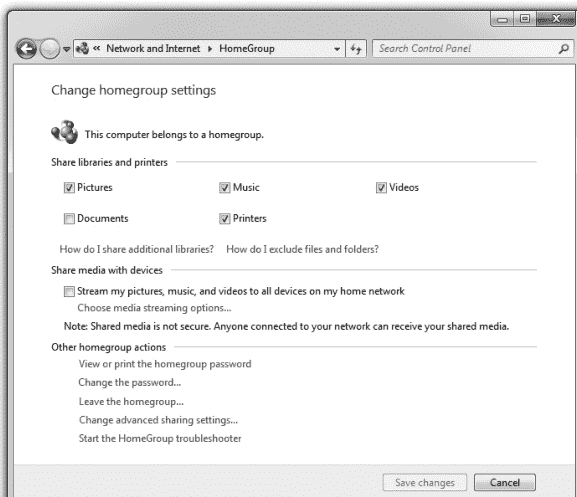 « Network and Internet ▸ HomeGroup Search Control Panel
Change homegroup settings
This computer belongs to a homegroup.
Share libraries and printers
Pictures Music Videos
Documents Printers
How do I share additional libraries? How do I exclude files and folders?
Share media with devices
Stream my pictures, music, and videos to all devices on my home network
Choose media streaming options...
Note: Shared media is not secure. Anyone connected to your network can receive your shared media.
Other homegroup actions
View or print the homegroup password
Change the password...
Leave the homegroup...
Change advanced sharing settings...
Start the HomeGroup troubleshooter
Save changes Cancel